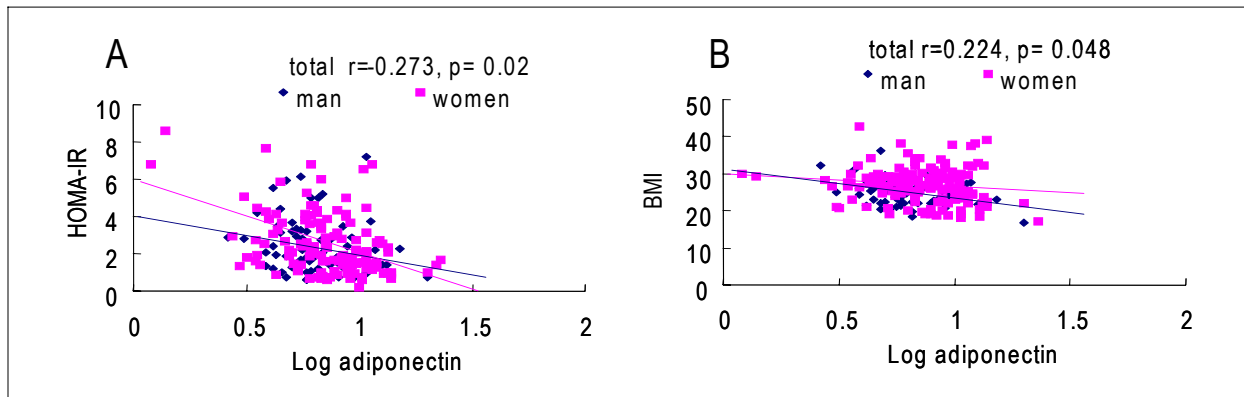 A
total r=-0.273, p= 0.02
man women
10
8
6
4
2
0
HOMA-IR
0 0.5 1 1.5 2
Log adiponectin
B
total r=0.224, p= 0.048
man women
50
40
30
20
10
0
BMI
0 0.5 1 1.5 2
Log adiponectin